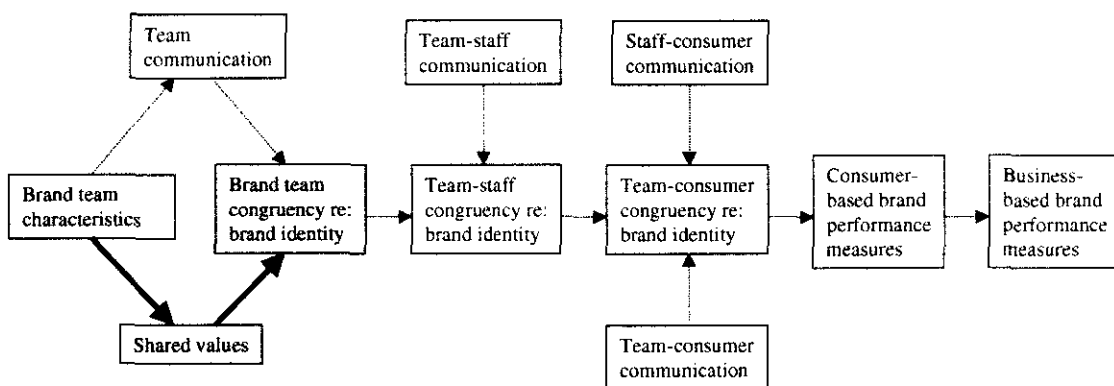 Team
communication
Team-staff
communication
Staff-consumer
communication
Brand team
characteristics
Brand team
congruency re:
brand identity
Team-staff
congruency re:
brand identity
Team-consumer
congruency re:
brand identity
Consumer-
based brand
performance
measures
Business-
based brand
performance
measures
Shared values
Team-consumer
communication